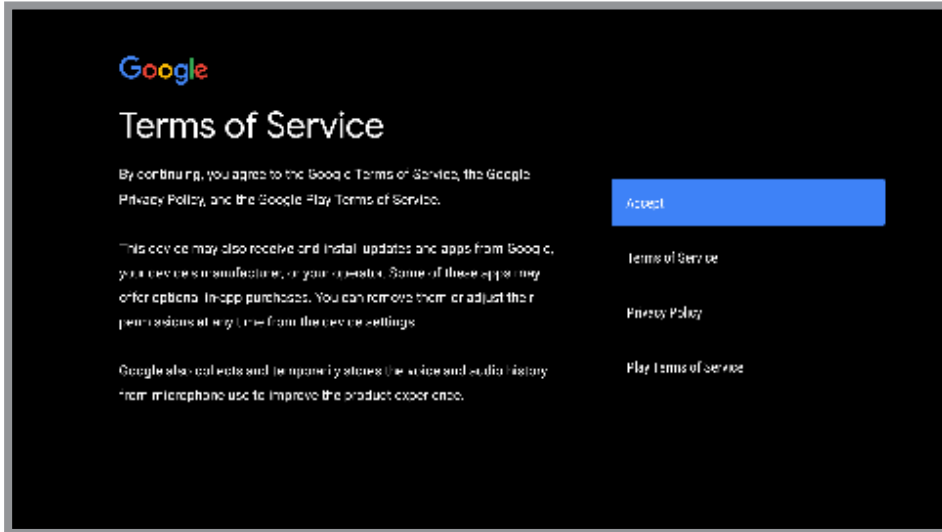 Google
Terms of Service
By continuing, you agree to the Google Terms of Service, the Google
Privacy Policy, and the Google Play Terms of Service.
This device may also receive and install updates and apps from Google,
your device's manufacturer, or your operator. Some of these apps may
offer optional in-app purchases. You can remove them or adjust their
permissions at any time from the device settings.
Google also collects and temporarily stores the voice and audio history
from microphone use to improve the product experience.
Accept
Terms of Service
Privacy Policy
Play Terms of Service